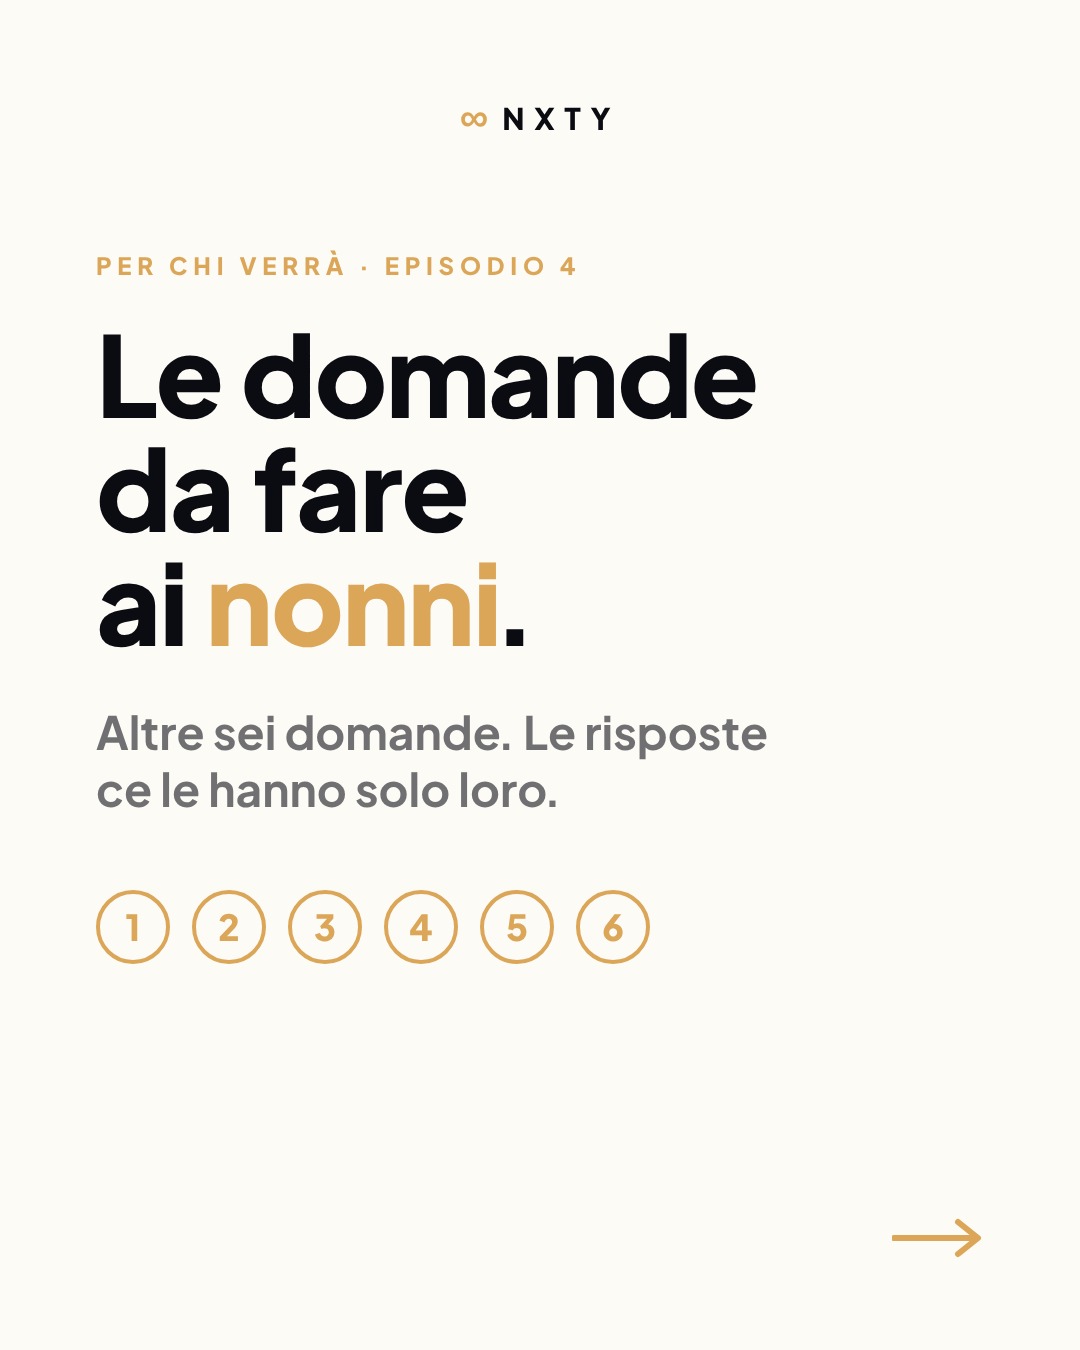 ∞ NXTY
PER CHI VERRÀ · EPISODIO 4
Le domande
da fare
ai nonni.
Altre sei domande. Le risposte
ce le hanno solo loro.
1 2 3 4 5 6